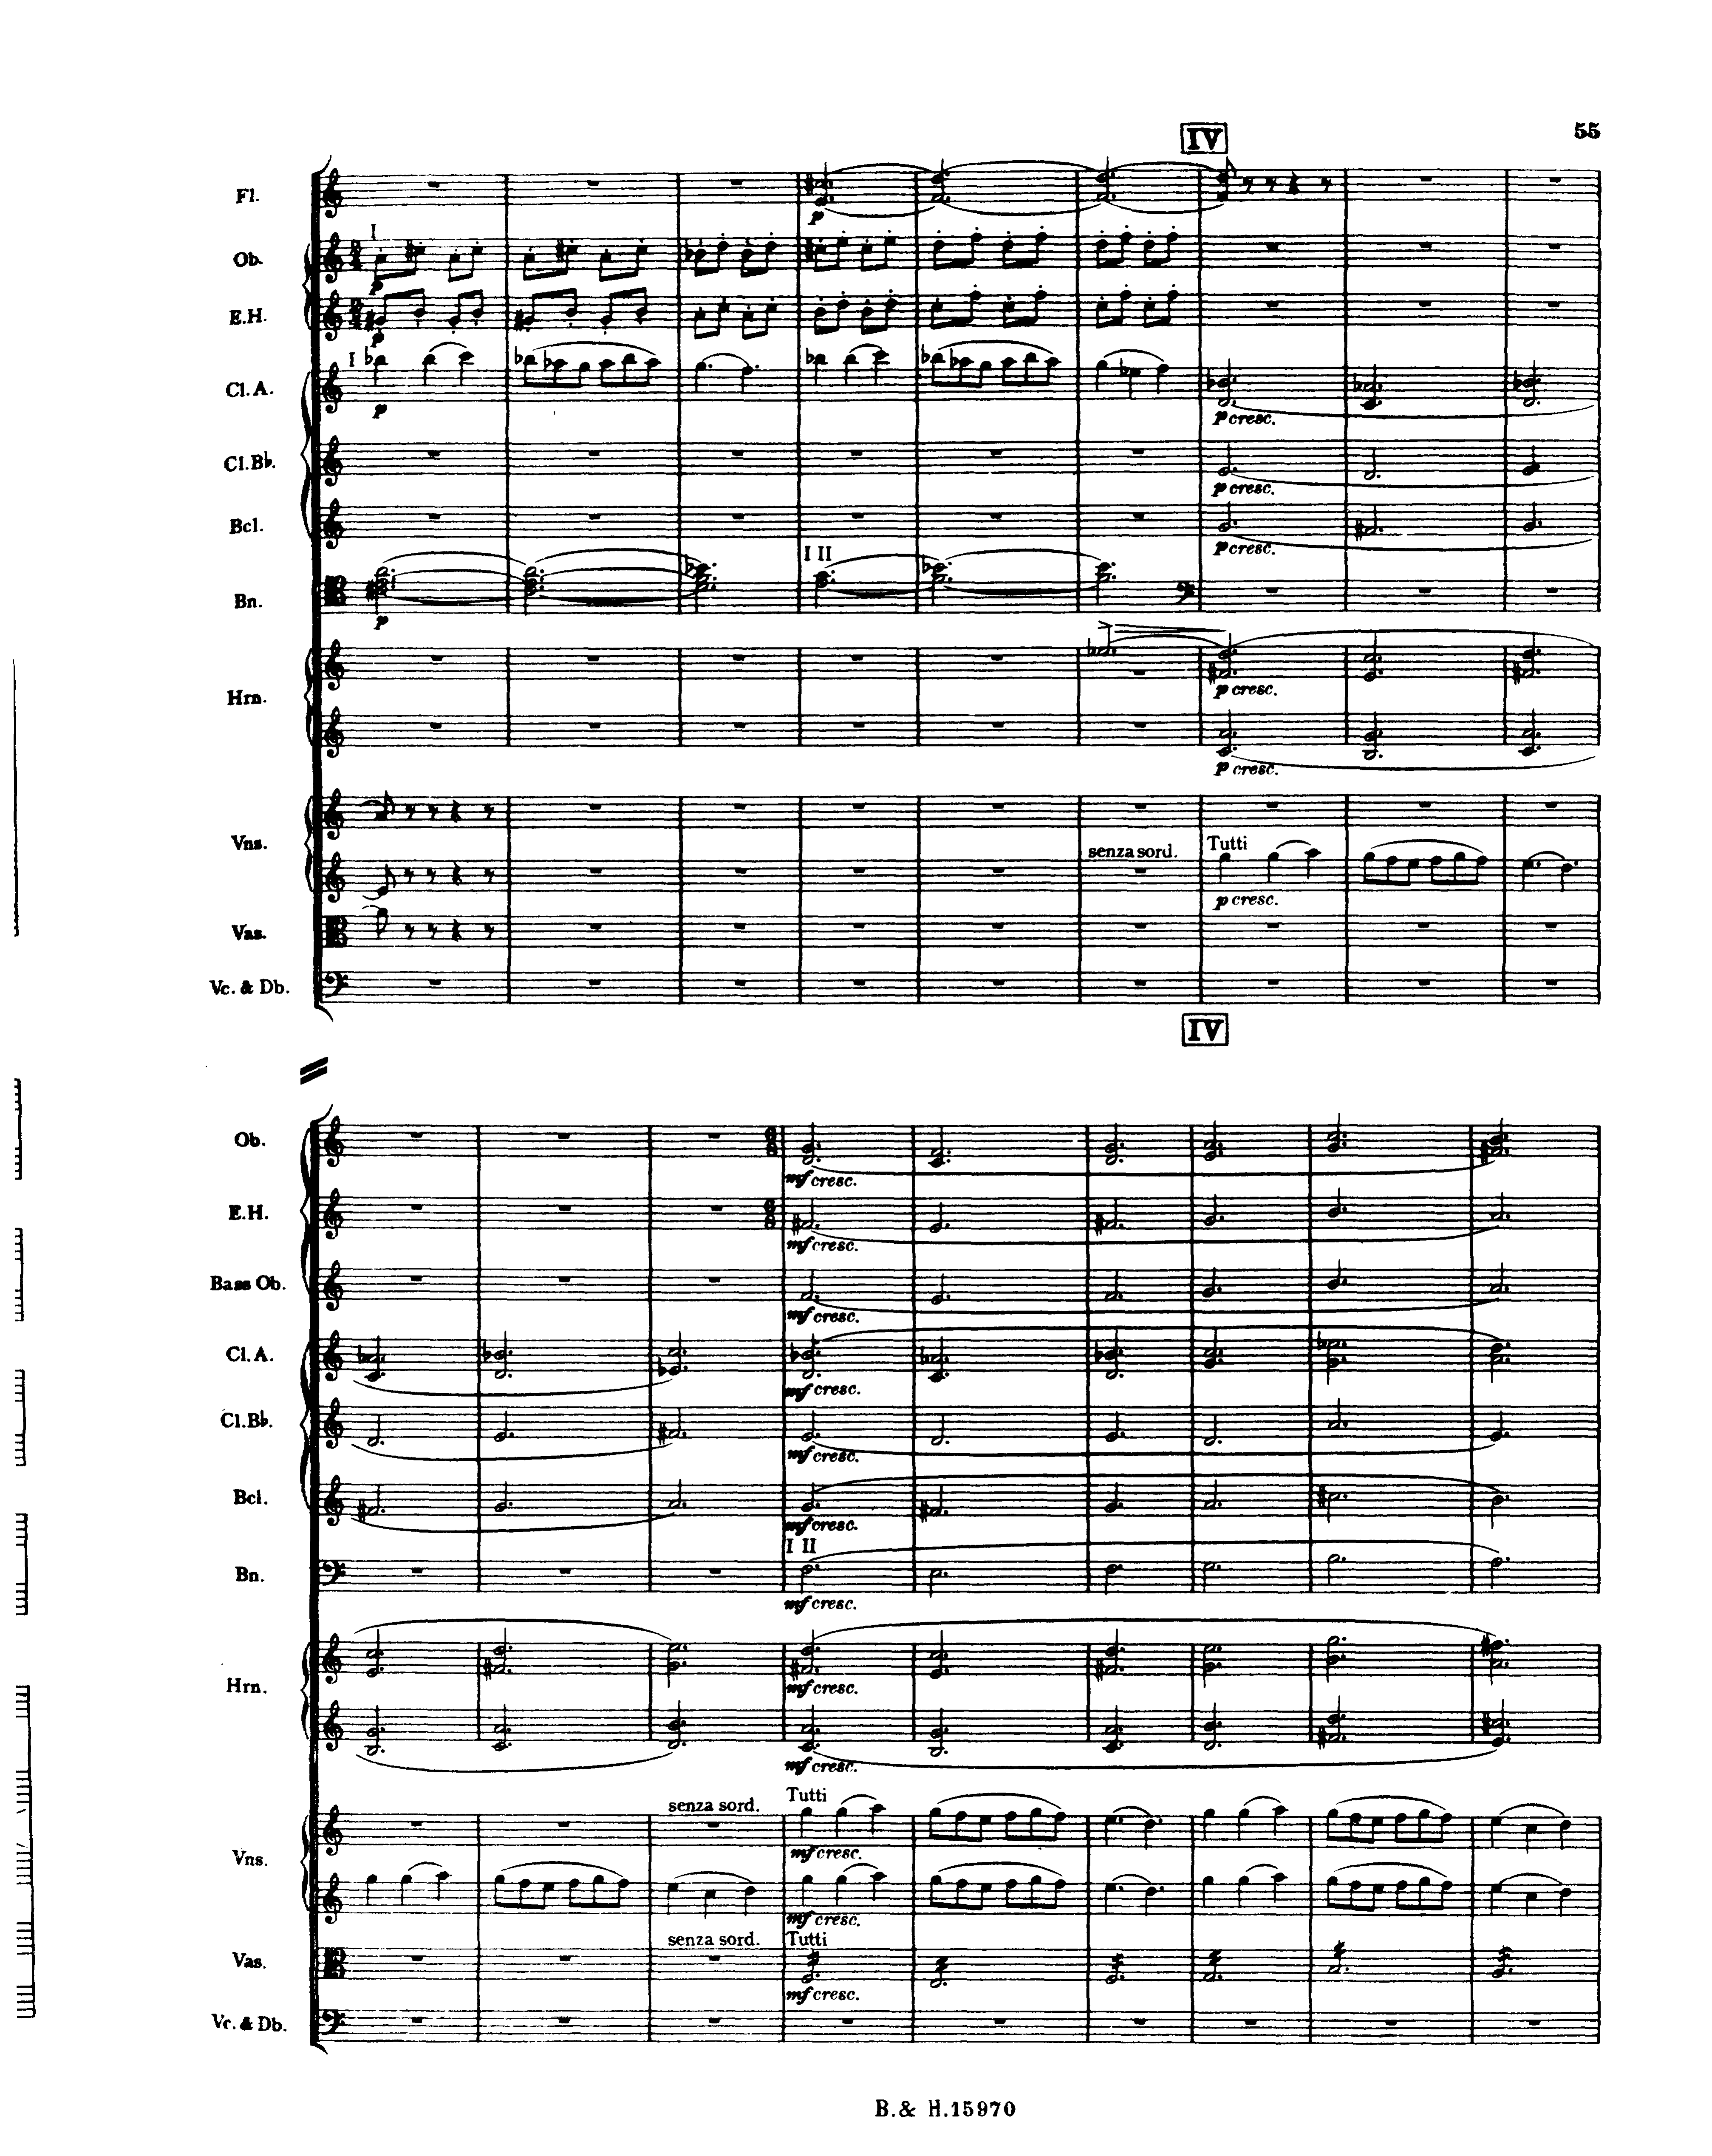 55
IV
Fl.
p
I
Ob.
p
E.H.
p
I
Cl. A.
p
p cresc.
Cl. B♭.
p cresc.
Bcl.
p cresc.
I II
Bn.
p
Hrn.
p cresc.
p cresc.
Vns.
senza sord.
Tutti
p cresc.
Vas.
Vc. & Db.
IV
Ob.
mf cresc.
E.H.
mf cresc.
Bass Ob.
mf cresc.
Cl. A.
mf cresc.
Cl. B♭.
mf cresc.
Bcl.
mf cresc.
I II
Bn.
mf cresc.
Hrn.
mf cresc.
mf cresc.
senza sord.
Tutti
Vns.
mf cresc.
mf cresc.
senza sord.
Tutti
Vas.
mf cresc.
Vc. & Db.
B. & H. 15970